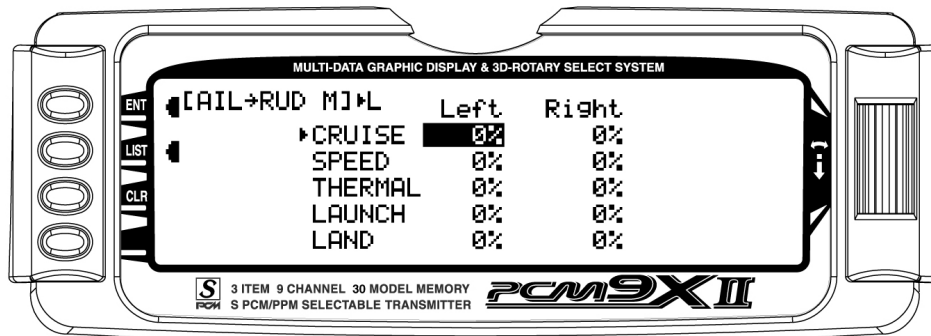 MULTI-DATA GRAPHIC DISPLAY & 3D-ROTARY SELECT SYSTEM
ENT
LIST
CLR
[AIL→RUD M]▸L Left Right
▸CRUISE 0% 0%
SPEED 0% 0%
THERMAL 0% 0%
LAUNCH 0% 0%
LAND 0% 0%
S PCM
3 ITEM 9 CHANNEL 30 MODEL MEMORY
S PCM/PPM SELECTABLE TRANSMITTER
PCM9XII